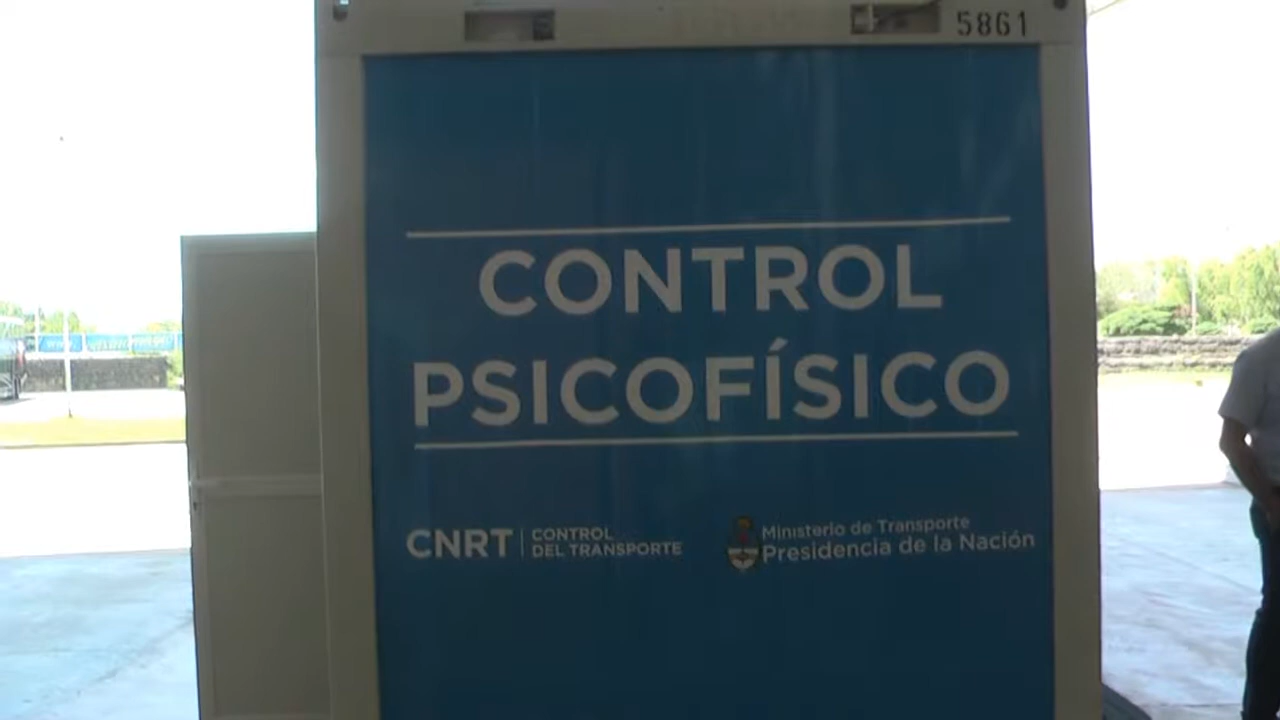 5861
CONTROL
PSICOFÍSICO
CNRT | CONTROL
DEL TRANSPORTE
Ministerio de Transporte
Presidencia de la Nación